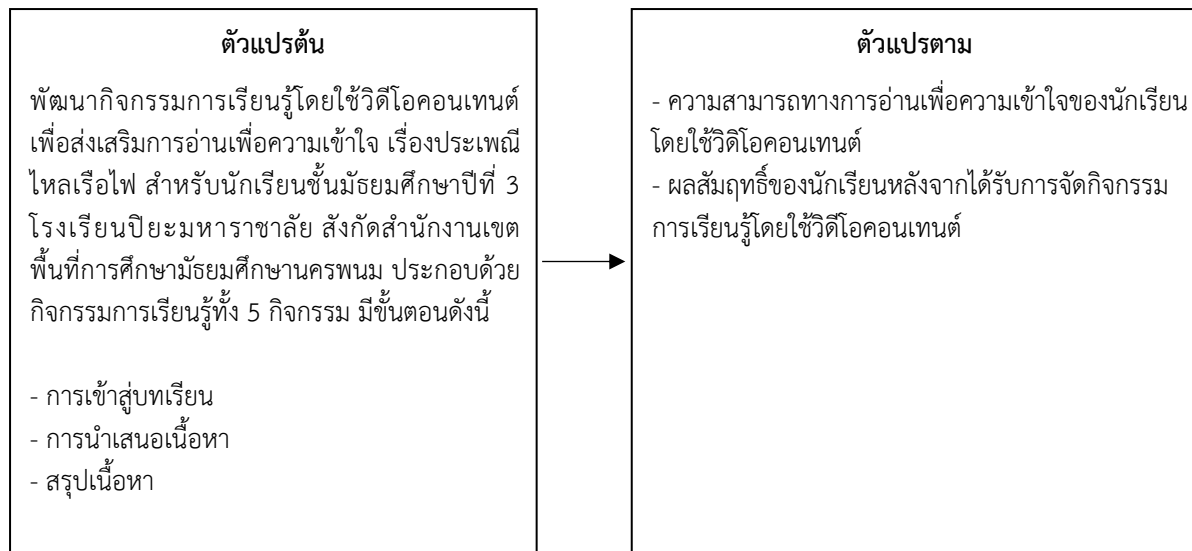 ตัวแปรต้น
พัฒนากิจกรรมการเรียนรู้โดยใช้วิดีโอคอนเทนต์
เพื่อส่งเสริมการอ่านเพื่อความเข้าใจ เรื่องประเพณี
ไหลเรือไฟ สำหรับนักเรียนชั้นมัธยมศึกษาปีที่ 3
โรงเรียนปิยะมหาราชาลัย สังกัดสำนักงานเขต
พื้นที่การศึกษามัธยมศึกษานครพนม ประกอบด้วย
กิจกรรมการเรียนรู้ทั้ง 5 กิจกรรม มีขั้นตอนดังนี้
- การเข้าสู่บทเรียน
- การนำเสนอเนื้อหา
- สรุปเนื้อหา
ตัวแปรตาม
- ความสามารถทางการอ่านเพื่อความเข้าใจของนักเรียน
โดยใช้วิดิโอคอนเทนต์
- ผลสัมฤทธิ์ของนักเรียนหลังจากได้รับการจัดกิจกรรม
การเรียนรู้โดยใช้วิดีโอคอนเทนต์